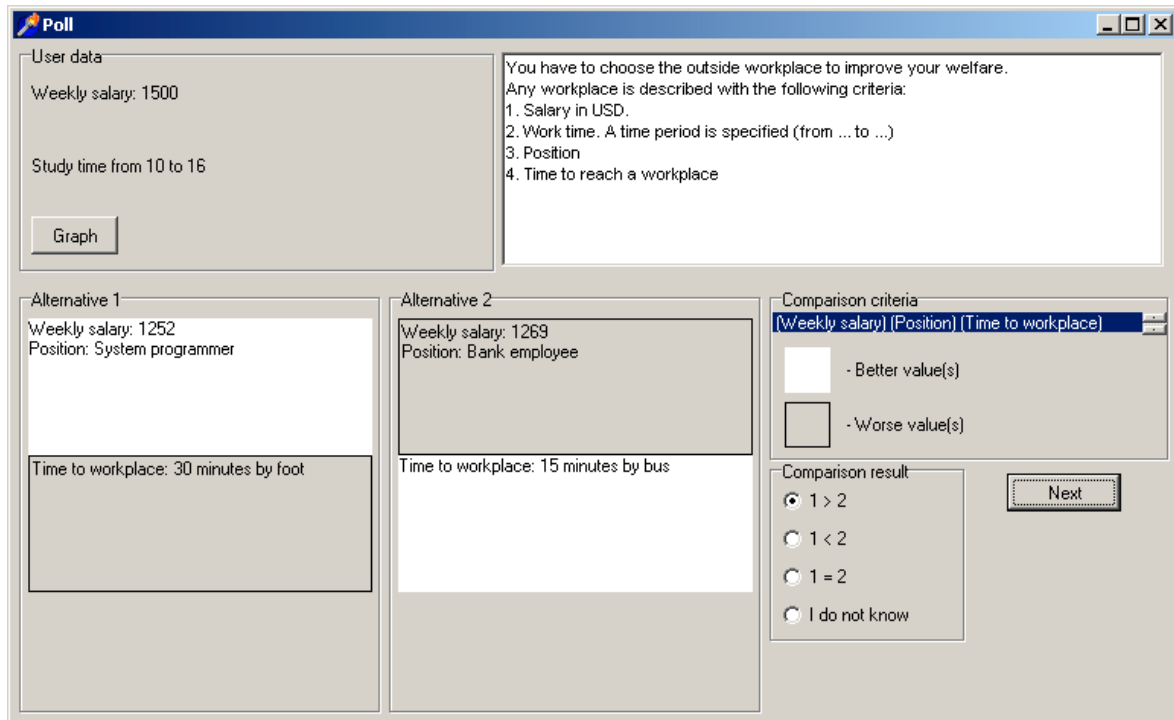 Poll
User data
Weekly salary: 1500
Study time from 10 to 16
Graph
You have to choose the outside workplace to improve your welfare.
Any workplace is described with the following criteria:
1. Salary in USD.
2. Work time. A time period is specified (from ... to ...)
3. Position
4. Time to reach a workplace
Alternative 1
Weekly salary: 1252
Position: System programmer
Time to workplace: 30 minutes by foot
Alternative 2
Weekly salary: 1269
Position: Bank employee
Time to workplace: 15 minutes by bus
Comparison criteria
(Weekly salary) (Position) (Time to workplace)
- Better value(s)
- Worse value(s)
Comparison result
1 > 2
1 < 2
1 = 2
I do not know
Next